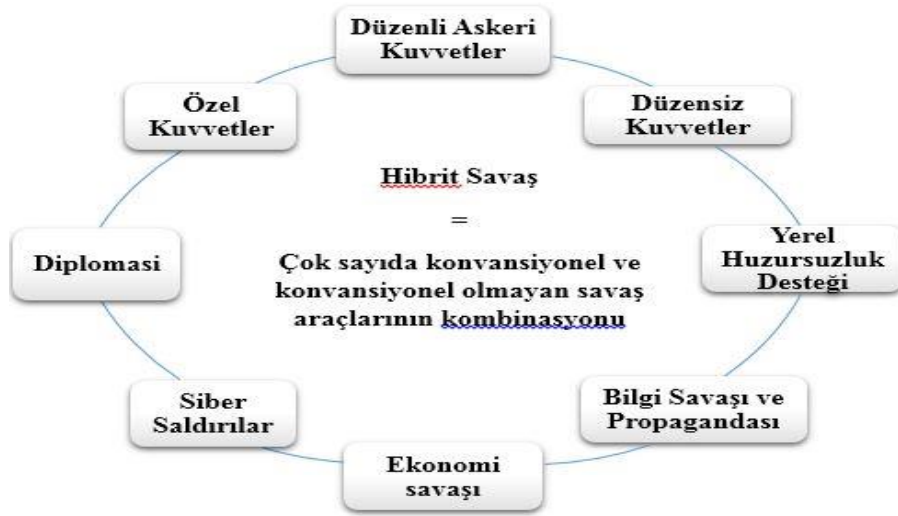 Düzenli Askeri
Kuvvetler
Özel
Kuvvetler
Düzensiz
Kuvvetler
Hibrit Savaş
=
Çok sayıda konvansiyonel ve
konvansiyonel olmayan savaş
araçlarının kombinasyonu
Diplomasi
Yerel
Huzursuzluk
Desteği
Siber
Saldırılar
Bilgi Savaşı ve
Propagandası
Ekonomi
savaşı